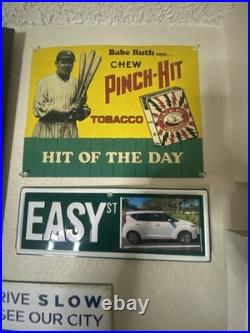 Babe Ruth says...
CHEW
PINCH-HIT
TOBACCO
HIT OF THE DAY
EASY ST
RIVE SLOW
SEE OUR CITY